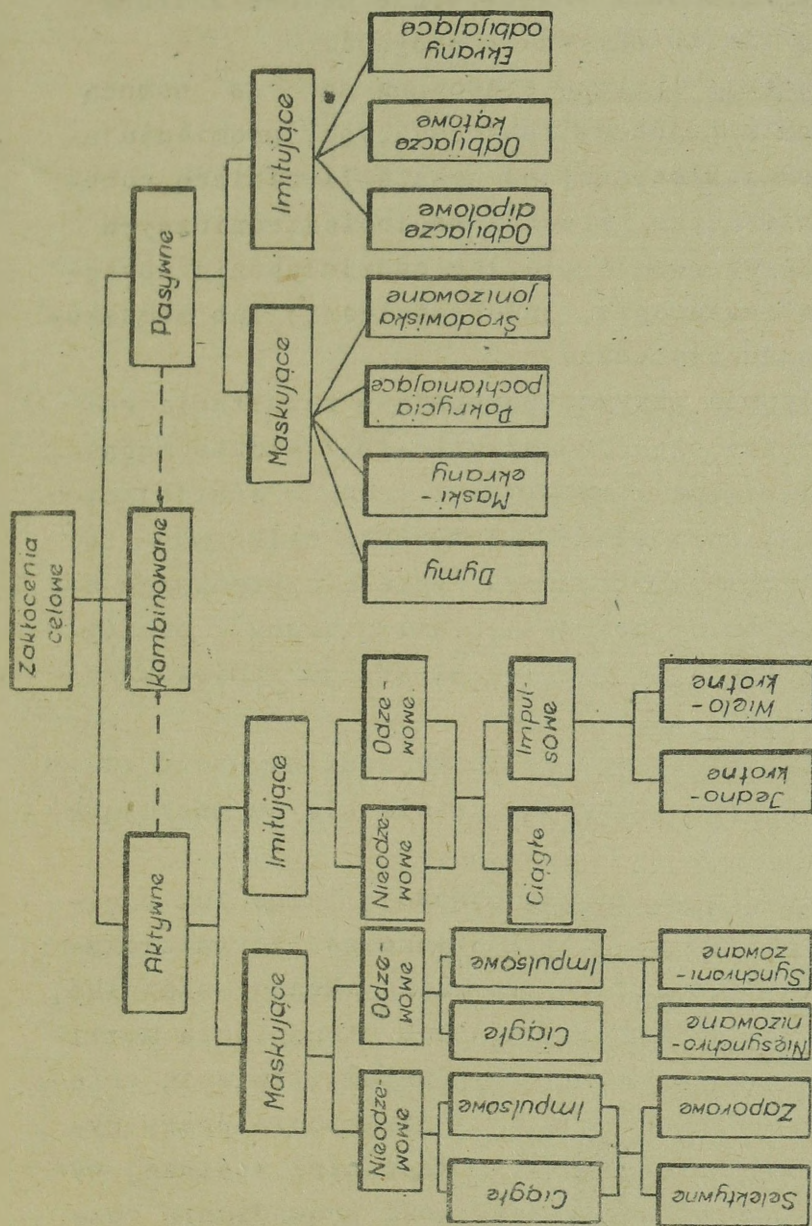 Zakłócenia
celowe
Aktywne
Kombinowane
Pasywne
Maskujące
Imitujące
Maskujące
Imitujące
Nieodze-
wowe
Odze-
wowe
Nieodze-
wowe
Odze-
wowe
Ciągłe
Impulsowe
Ciągłe
Impulsowe
Ciągłe
Impul-
sowe
Selektywne
Zaporowe
Niesynchro-
nizowane
Synchroni-
zowane
Jedno-
krotne
Wielo-
krotne
Dymy
Maski-
ekrany
Pokrycia
pochłaniające
Środowiska
jonizowane
Odbijacze
dipolowe
Odbijacze
kątowe
Ekrany
odbijające